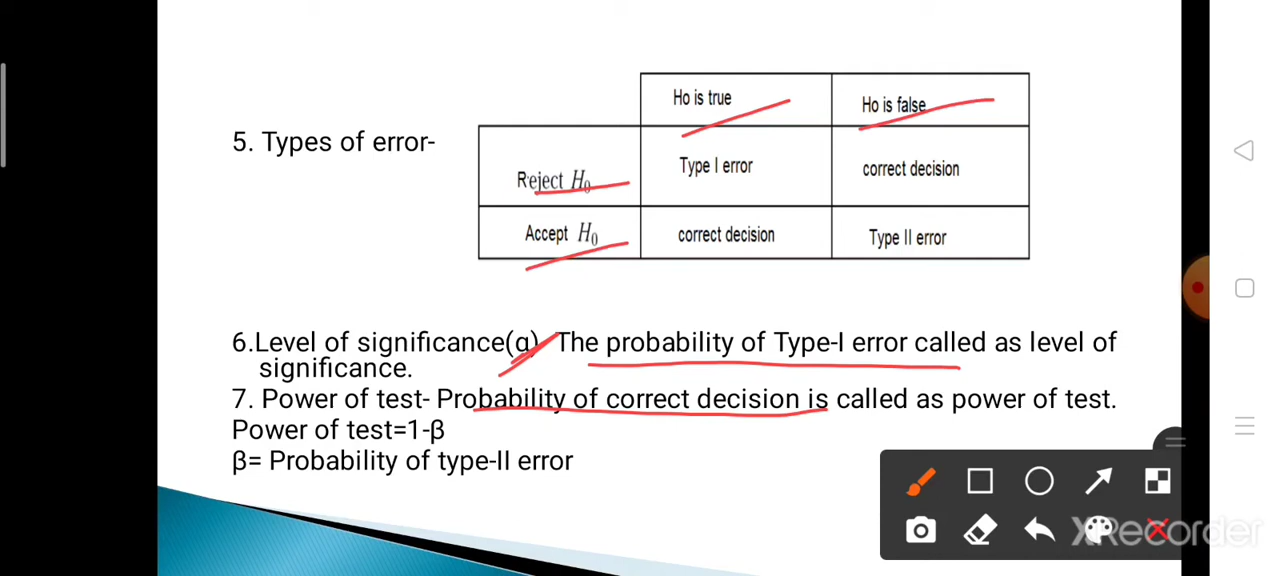 Ho is true
Ho is false
5. Types of error-
Reject H₀
Type I error
correct decision
Accept H₀
correct decision
Type II error
6.Level of significance(α) The probability of Type-I error called as level of
significance.
7. Power of test- Probability of correct decision is called as power of test.
Power of test=1-β
β= Probability of type-II error
XRecorder